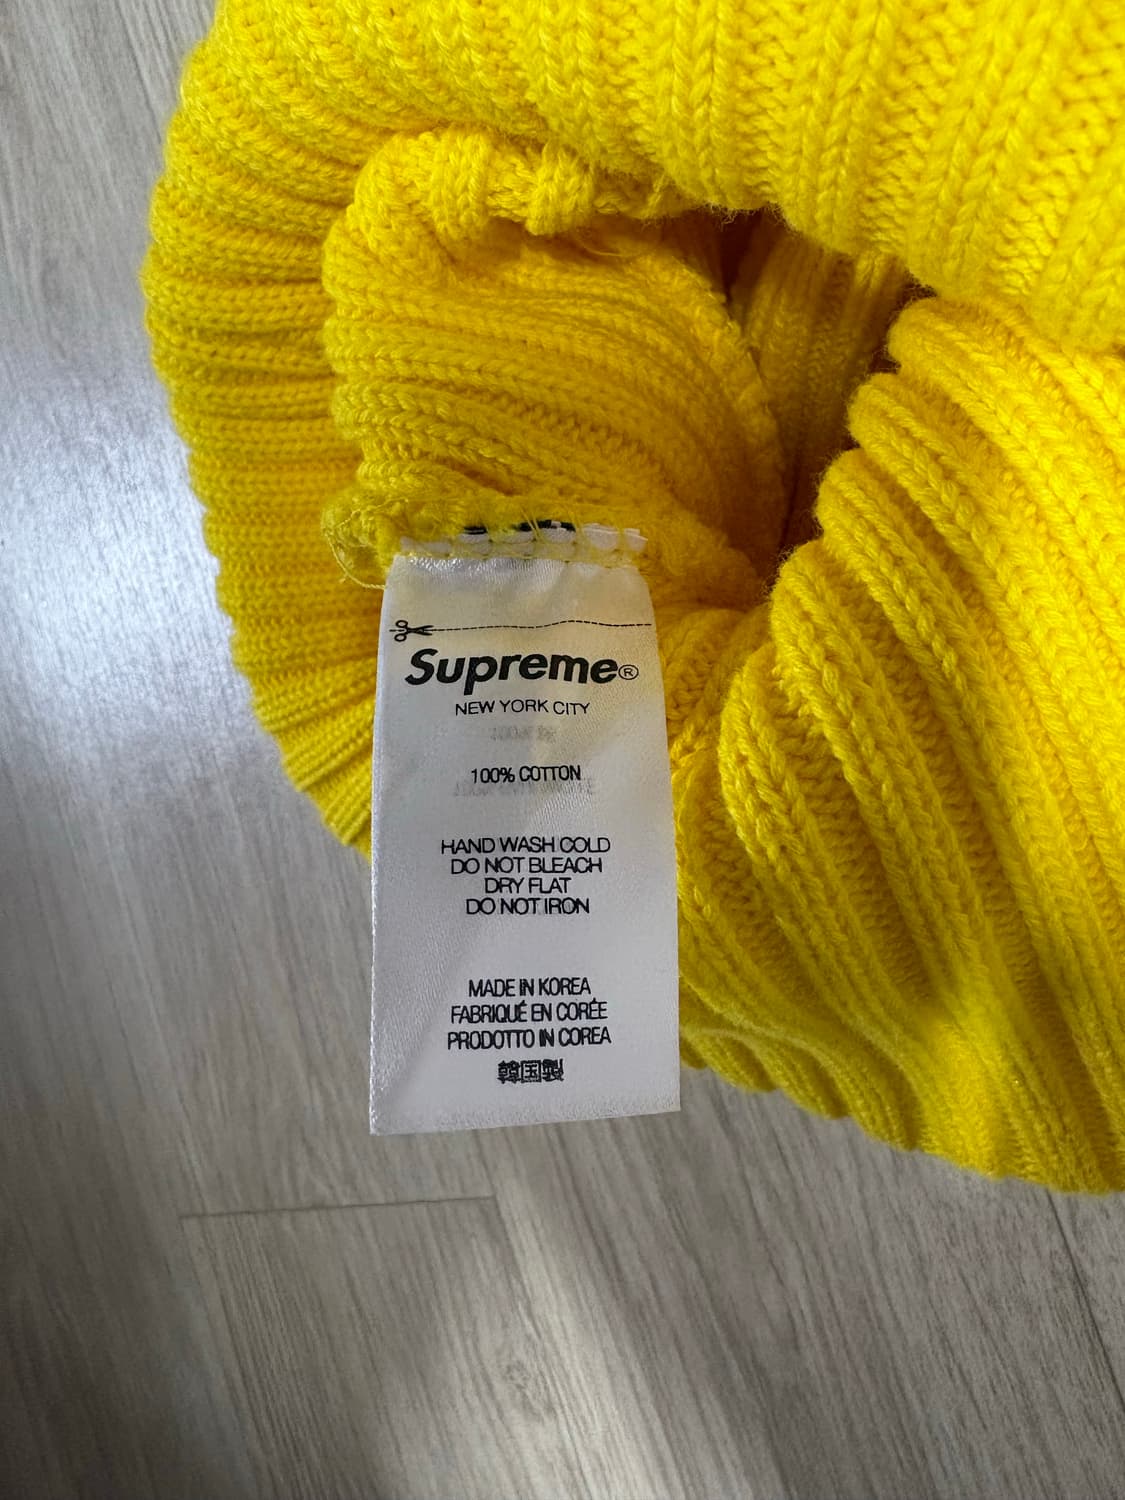 Supreme®
NEW YORK CITY
100% COTTON
HAND WASH COLD
DO NOT BLEACH
DRY FLAT
DO NOT IRON
MADE IN KOREA
FABRIQUÉ EN CORÉE
PRODOTTO IN COREA
韓国製